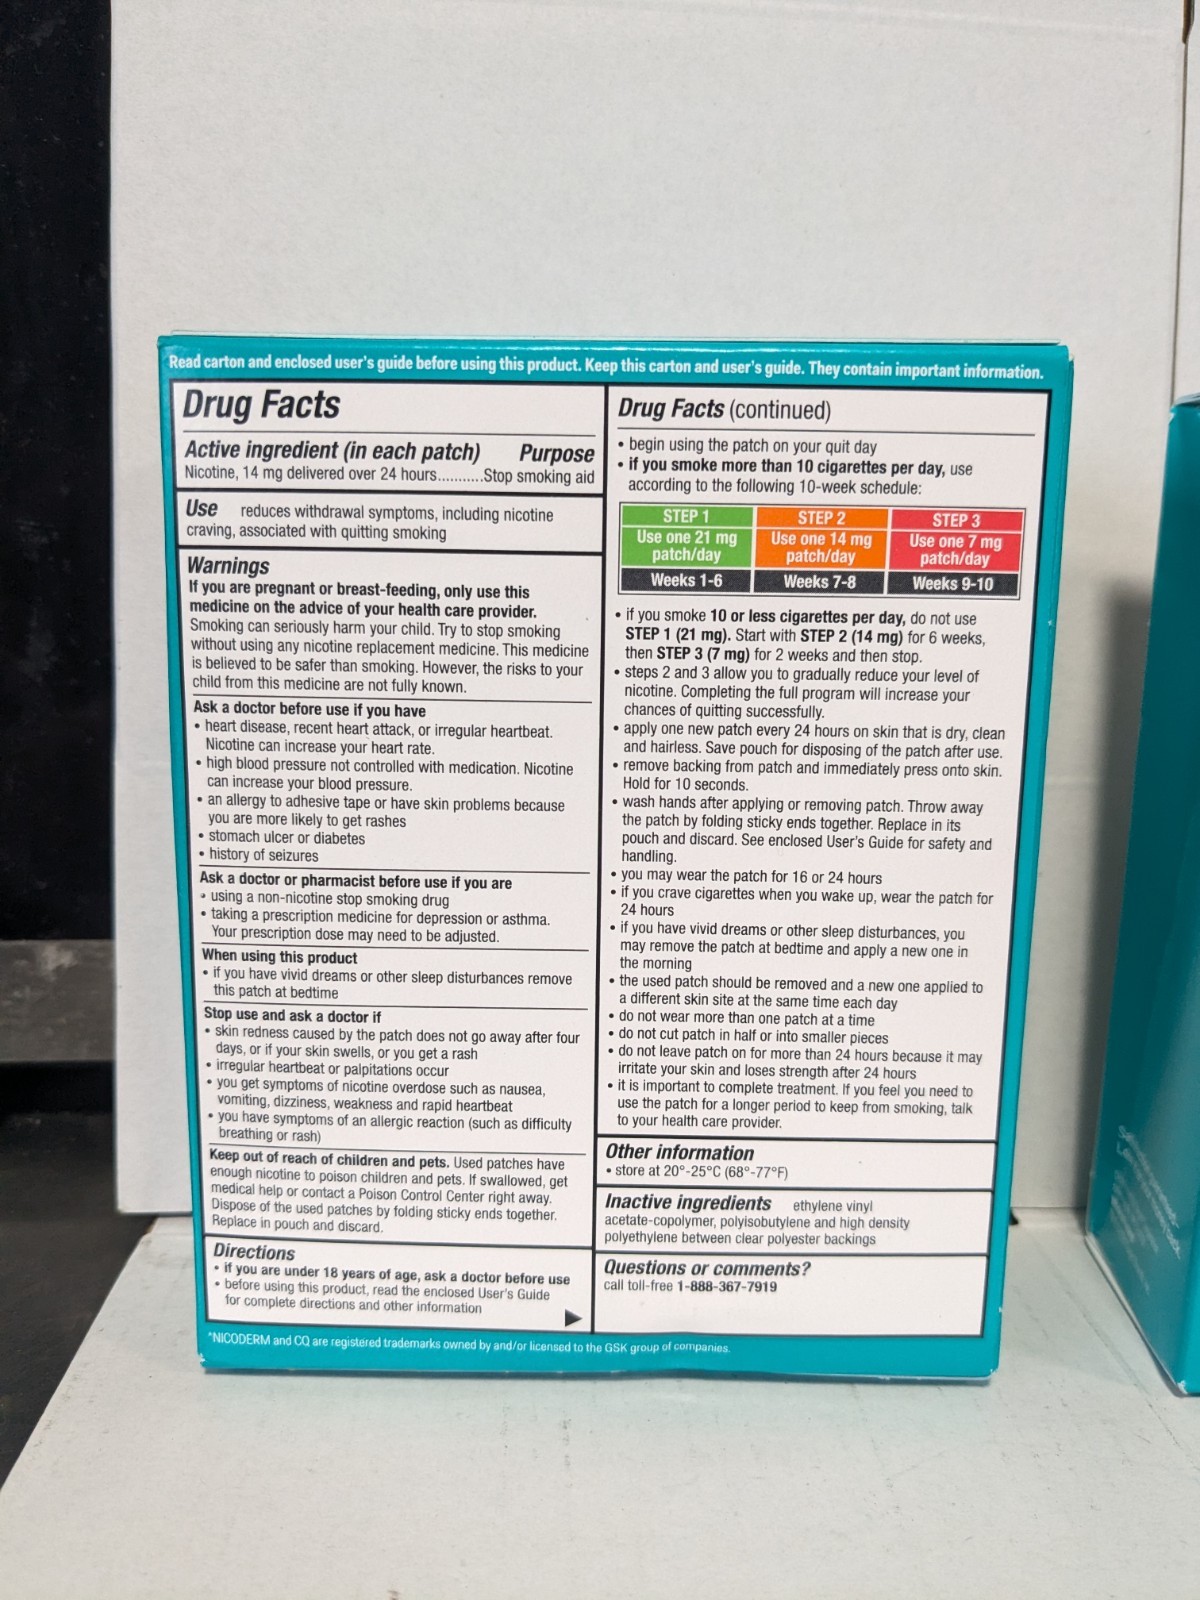 Read carton and enclosed user's guide before using this product. Keep this carton and user's guide. They contain important information.
Drug Facts
Active ingredient (in each patch) Purpose
Nicotine, 14 mg delivered over 24 hours...........Stop smoking aid
Use reduces withdrawal symptoms, including nicotine
craving, associated with quitting smoking
Warnings
If you are pregnant or breast-feeding, only use this
medicine on the advice of your health care provider.
Smoking can seriously harm your child. Try to stop smoking
without using any nicotine replacement medicine. This medicine
is believed to be safer than smoking. However, the risks to your
child from this medicine are not fully known.
Ask a doctor before use if you have
• heart disease, recent heart attack, or irregular heartbeat.
Nicotine can increase your heart rate.
• high blood pressure not controlled with medication. Nicotine
can increase your blood pressure.
• an allergy to adhesive tape or have skin problems because
you are more likely to get rashes
• stomach ulcer or diabetes
• history of seizures
Ask a doctor or pharmacist before use if you are
• using a non-nicotine stop smoking drug
• taking a prescription medicine for depression or asthma.
Your prescription dose may need to be adjusted.
When using this product
• if you have vivid dreams or other sleep disturbances remove
this patch at bedtime
Stop use and ask a doctor if
• skin redness caused by the patch does not go away after four
days, or if your skin swells, or you get a rash
• irregular heartbeat or palpitations occur
• you get symptoms of nicotine overdose such as nausea,
vomiting, dizziness, weakness and rapid heartbeat
• you have symptoms of an allergic reaction (such as difficulty
breathing or rash)
Keep out of reach of children and pets. Used patches have
enough nicotine to poison children and pets. If swallowed, get
medical help or contact a Poison Control Center right away.
Dispose of the used patches by folding sticky ends together.
Replace in pouch and discard.
Directions
• if you are under 18 years of age, ask a doctor before use
• before using this product, read the enclosed User's Guide
for complete directions and other information
Drug Facts (continued)
• begin using the patch on your quit day
• if you smoke more than 10 cigarettes per day, use
according to the following 10-week schedule:
STEP 1 STEP 2 STEP 3
Use one 21 mg Use one 14 mg Use one 7 mg
patch/day patch/day patch/day
Weeks 1-6 Weeks 7-8 Weeks 9-10
• if you smoke 10 or less cigarettes per day, do not use
STEP 1 (21 mg). Start with STEP 2 (14 mg) for 6 weeks,
then STEP 3 (7 mg) for 2 weeks and then stop.
• steps 2 and 3 allow you to gradually reduce your level of
nicotine. Completing the full program will increase your
chances of quitting successfully.
• apply one new patch every 24 hours on skin that is dry, clean
and hairless. Save pouch for disposing of the patch after use.
• remove backing from patch and immediately press onto skin.
Hold for 10 seconds.
• wash hands after applying or removing patch. Throw away
the patch by folding sticky ends together. Replace in its
pouch and discard. See enclosed User's Guide for safety and
handling.
• you may wear the patch for 16 or 24 hours
• if you crave cigarettes when you wake up, wear the patch for
24 hours
• if you have vivid dreams or other sleep disturbances, you
may remove the patch at bedtime and apply a new one in
the morning
• the used patch should be removed and a new one applied to
a different skin site at the same time each day
• do not wear more than one patch at a time
• do not cut patch in half or into smaller pieces
• do not leave patch on for more than 24 hours because it may
irritate your skin and loses strength after 24 hours
• it is important to complete treatment. If you feel you need to
use the patch for a longer period to keep from smoking, talk
to your health care provider.
Other information
• store at 20°-25°C (68°-77°F)
Inactive ingredients ethylene vinyl
acetate-copolymer, polyisobutylene and high density
polyethylene between clear polyester backings
Questions or comments?
call toll-free 1-888-367-7919
*NICODERM and CQ are registered trademarks owned by and/or licensed to the GSK group of companies.